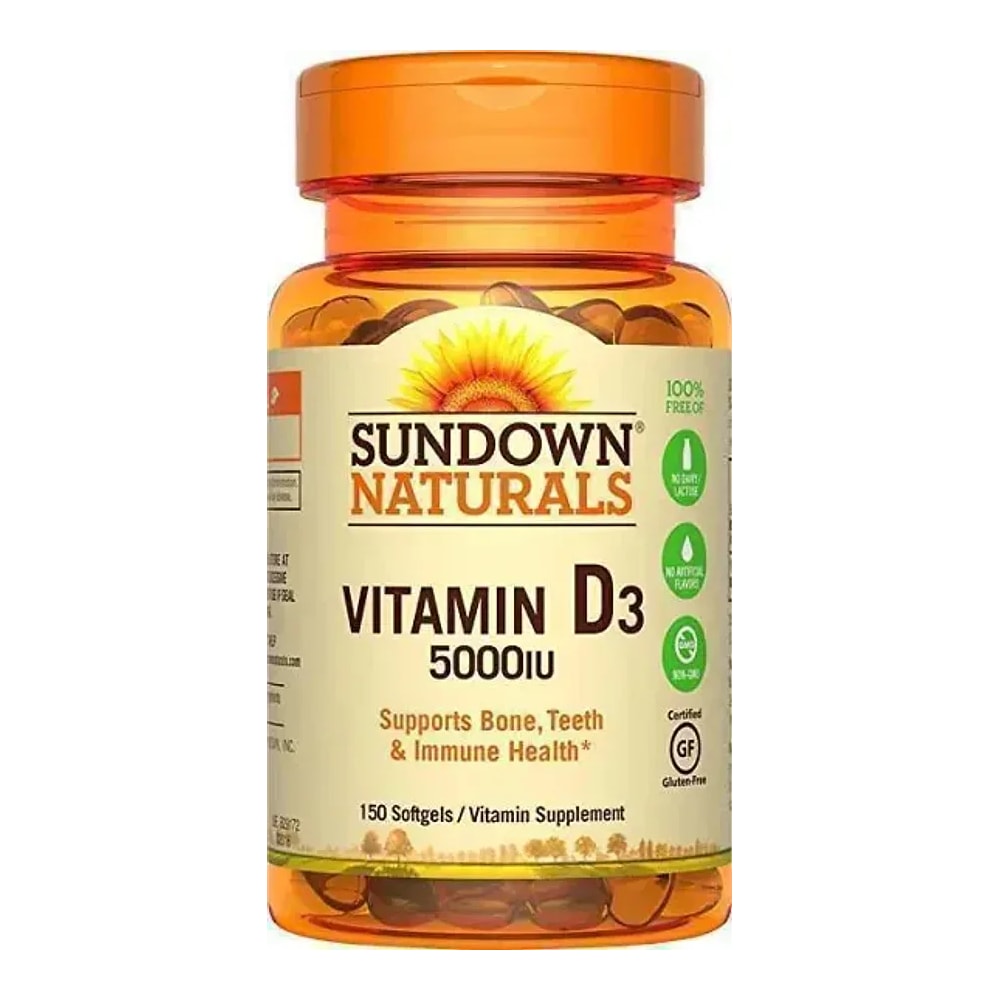 SUNDOWN®
NATURALS
VITAMIN D3
5000IU
Supports Bone, Teeth
& Immune Health*
150 Softgels / Vitamin Supplement
100%
FREE OF
NO DAIRY/
LACTOSE
NO ARTIFICIAL
FLAVORS
GMO
NON-GMO
Certified
GF
Gluten-Free